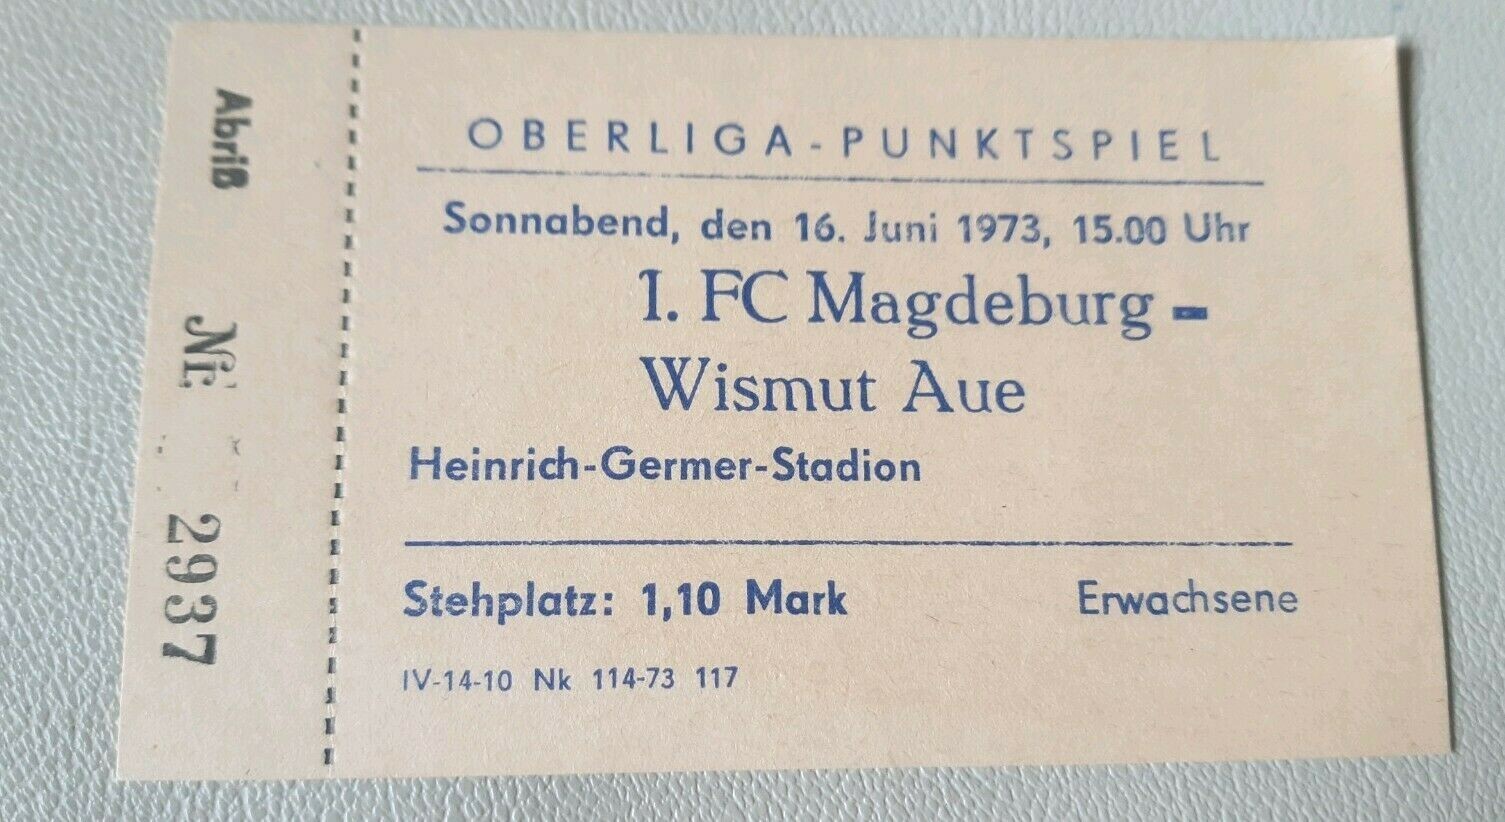 Abriß
Nr.
2937
OBERLIGA-PUNKTSPIEL
Sonnabend, den 16. Juni 1973, 15.00 Uhr
1. FC Magdeburg -
Wismut Aue
Heinrich-Germer-Stadion
Stehplatz: 1,10 Mark
Erwachsene
IV-14-10 Nk 114-73 117